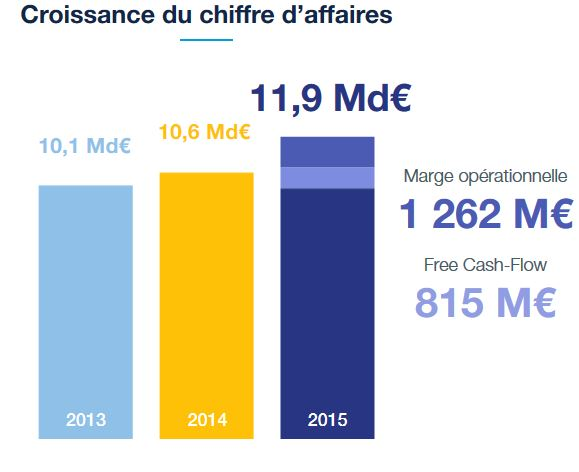 Croissance du chiffre d’affaires
11,9 Md€
10,6 Md€
10,1 Md€
Marge opérationnelle
1 262 M€
Free Cash-Flow
815 M€
2013
2014
2015